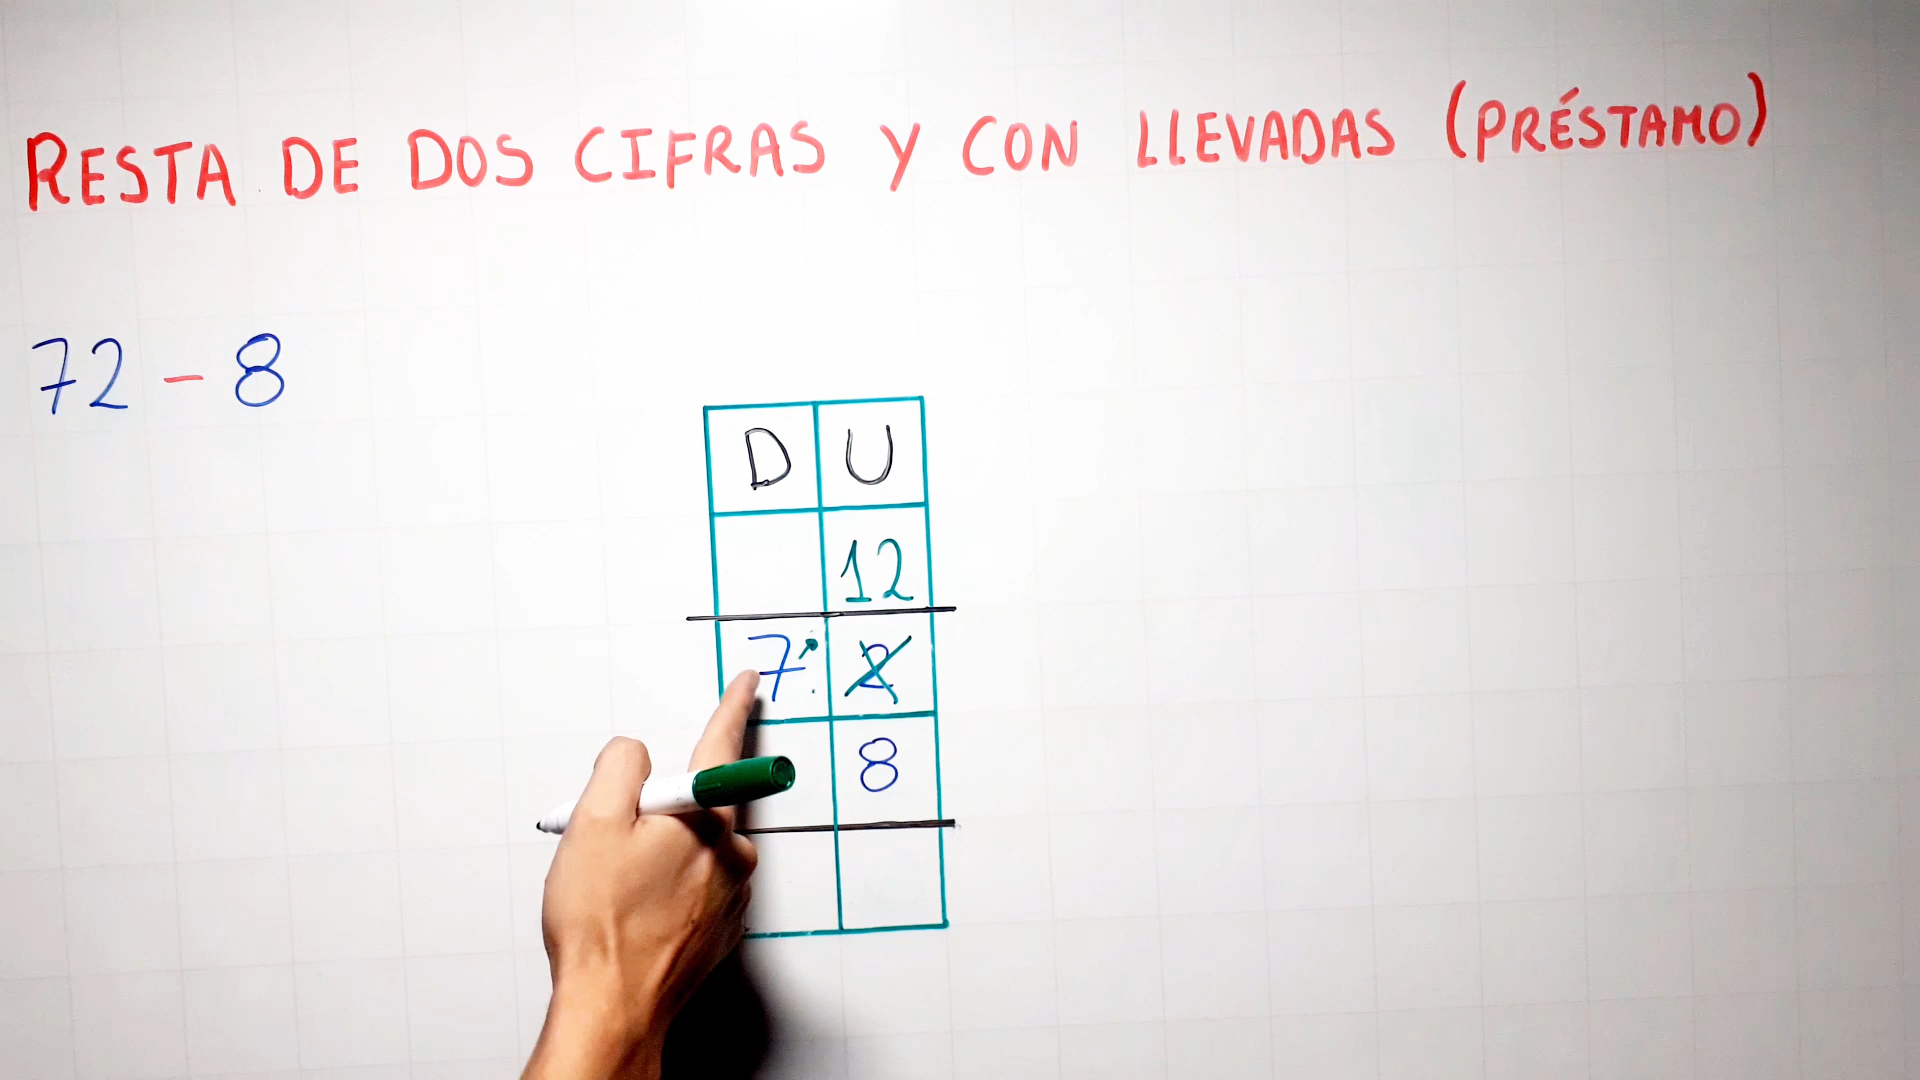 RESTA DE DOS CIFRAS Y CON LLEVADAS (PRÉSTAMO)
72 - 8
D U
12
7 2
8